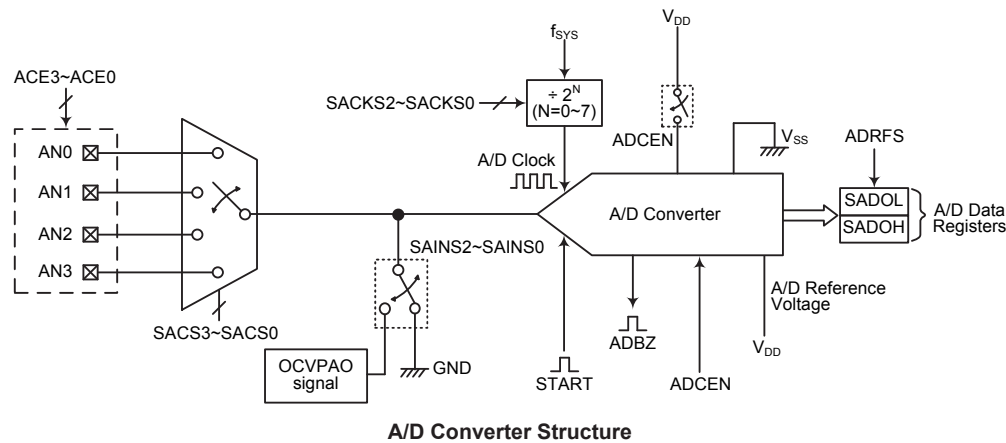 ACE3~ACE0
AN0
AN1
AN2
AN3
SACS3~SACS0
fSYS
SACKS2~SACKS0
÷ 2^N
(N=0~7)
A/D Clock
VDD
ADCEN
VSS
ADRFS
A/D Converter
SADOL
SADOH
A/D Data
Registers
SAINS2~SAINS0
OCVPAO
signal
GND
START
ADBZ
ADCEN
A/D Reference
Voltage
VDD
A/D Converter Structure